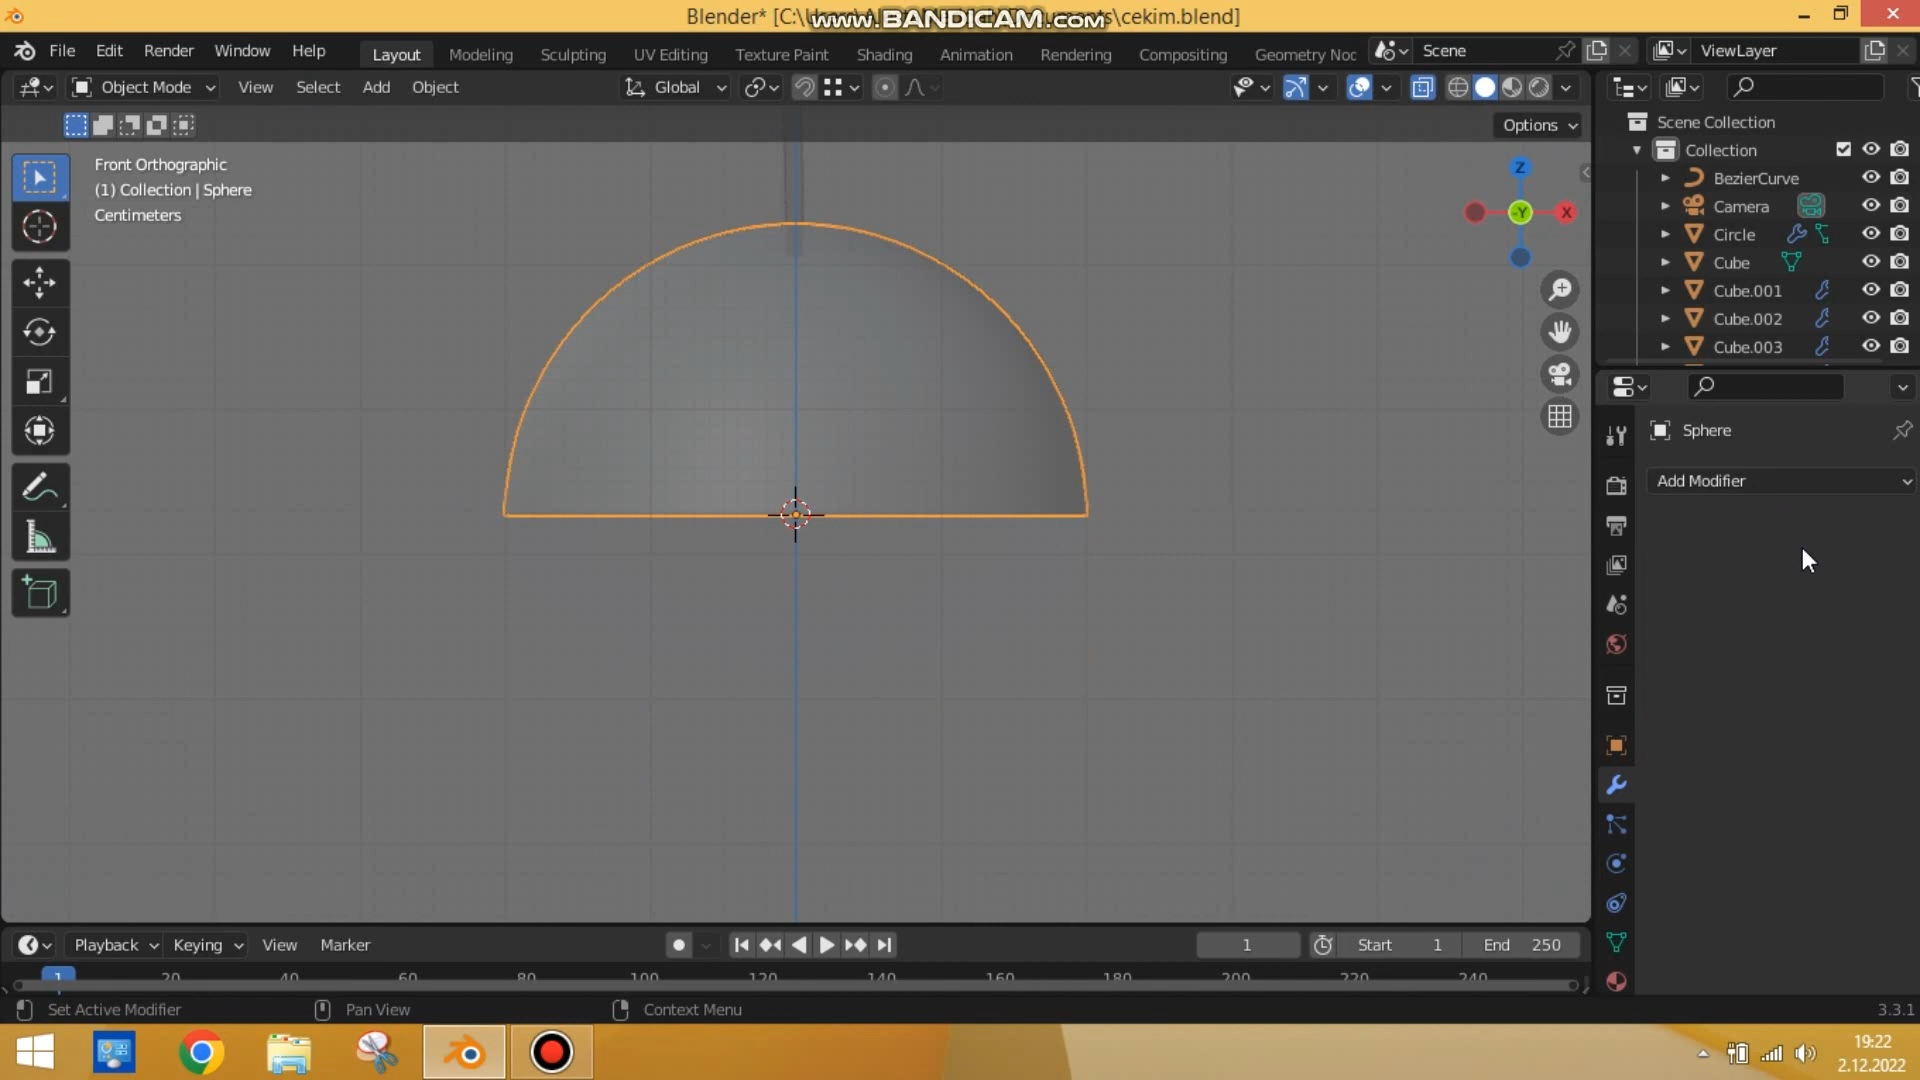 Blender* [C:\
www.BANDICAM.com
\cekim.blend]
File Edit Render Window Help
Layout Modeling Sculpting UV Editing Texture Paint Shading Animation Rendering Compositing Geometry Noc
Scene
ViewLayer
Object Mode View Select Add Object
Global
Options
Front Orthographic
(1) Collection | Sphere
Centimeters
Z
-Y
X
Scene Collection
Collection
BezierCurve
Camera
Circle
Cube
Cube.001
Cube.002
Cube.003
Sphere
Add Modifier
Playback Keying View Marker
1
Start 1
End 250
1 20 40 60 80 100 120 140 160 180 200 220 240
Set Active Modifier
Pan View
Context Menu
3.3.1
19:22
2.12.2022